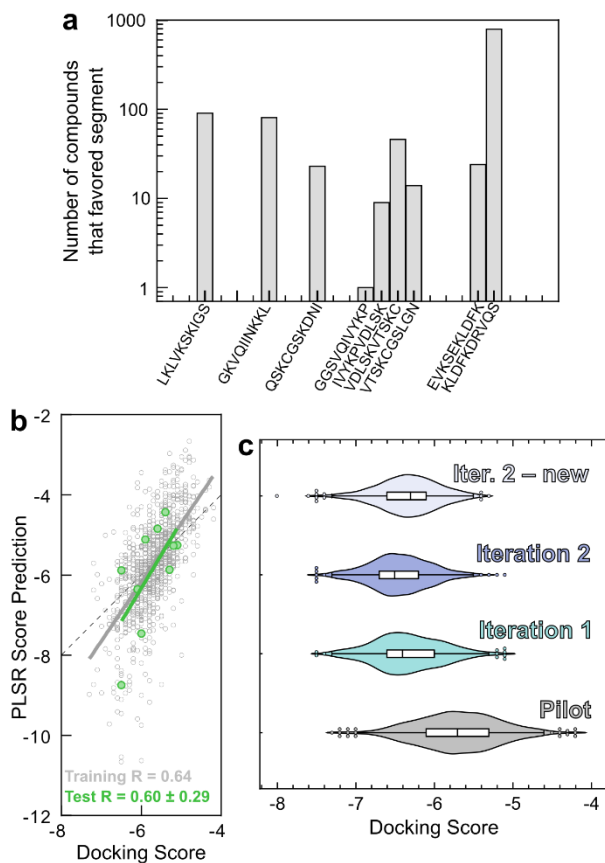 a
1000
100
10
1
Number of compounds
that favored segment
LKLVKSKIGS
GKVQIINKKL
QSKCGSKDNI
GGSVQIVYKP
IVYKPVDLSK
VDLSKVTSKC
VTSKCGSLGN
EVKSEKLDFK
KLDFKDRVQS
b
-2
-4
-6
-8
-10
-12
PLSR Score Prediction
Training R = 0.64
Test R = 0.60 ± 0.29
-8
-6
-4
Docking Score
c
Iter. 2 – new
Iteration 2
Iteration 1
Pilot
-8
-7
-6
-5
-4
Docking Score